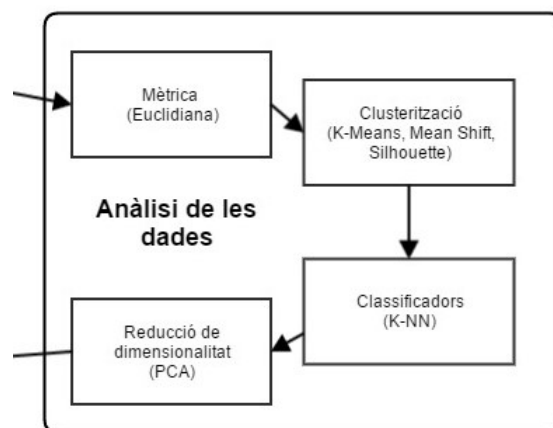 Mètrica
(Euclidiana)
Clusterització
(K-Means, Mean Shift,
Silhouette)
Anàlisi de les
dades
Classificadors
(K-NN)
Reducció de
dimensionalitat
(PCA)